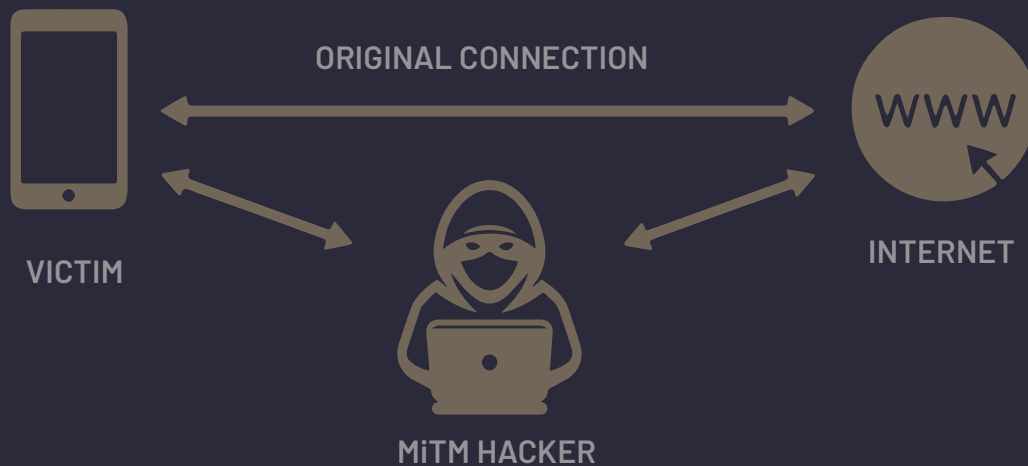 ORIGINAL CONNECTION
WWW
VICTIM
INTERNET
MiTM HACKER